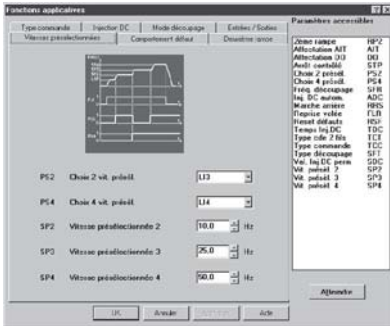 Fonctions applicatives
Type commande
Injection DC
Mode découpage
Entrées / Sorties
Vitesses présélectionnées
Comportement défaut
Deuxième rampe
PS2 Choix 2 vit. présél. LI3
PS4 Choix 4 vit. présél. LI4
SP2 Vitesse présélectionnée 2 10.0 Hz
SP3 Vitesse présélectionnée 3 25.0 Hz
SP4 Vitesse présélectionnée 4 50.0 Hz
OK
Annuler
Aide
Paramètres accessibles
2ème rampe RP2
Affectation AIT AIT
Affectation DO DO
Arrêt contrôlé STP
Choix 2 présél. PS2
Choix 4 présél. PS4
Fréq. découpage SFR
Inj. DC autom. ADC
Marche arrière RRS
Reprise volée FLR
Reset défauts RSF
Temps Inj.DC TDC
Type cde 2 fils TCT
Type commande TCC
Type découpage SFT
Val. Inj.DC perm SDC
Vit. présél. 2 SP2
Vit. présél. 3 SP3
Vit. présél. 4 SP4
Atteindre